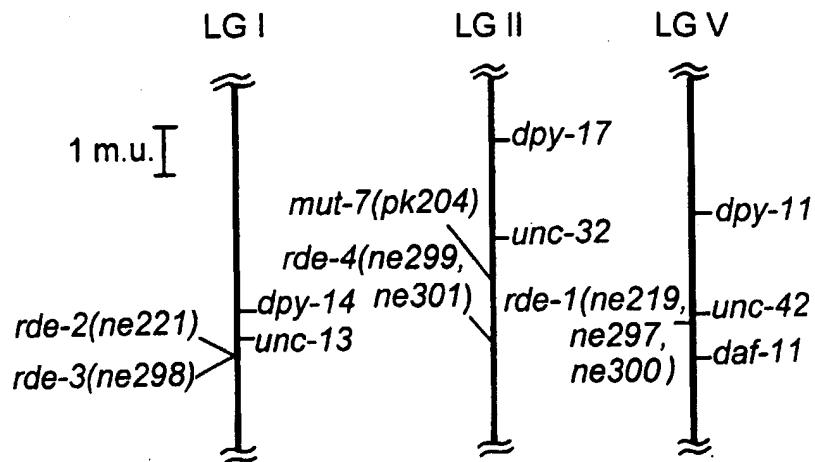 LG I
LG II
LG V
1 m.u.
dpy-17
mut-7(pk204)
dpy-11
unc-32
rde-4(ne299,
ne301)
dpy-14
rde-1(ne219,
ne297,
ne300)
unc-42
rde-2(ne221)
unc-13
daf-11
rde-3(ne298)